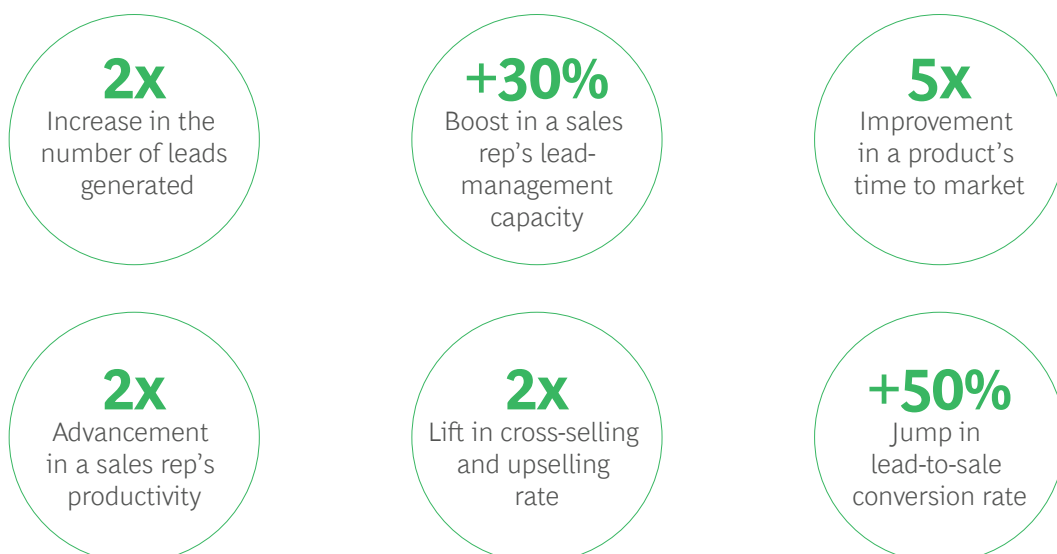 2x
Increase in the
number of leads
generated
+30%
Boost in a sales
rep’s lead-
management
capacity
5x
Improvement
in a product’s
time to market
2x
Advancement
in a sales rep’s
productivity
2x
Lift in cross-selling
and upselling
rate
+50%
Jump in
lead-to-sale
conversion rate